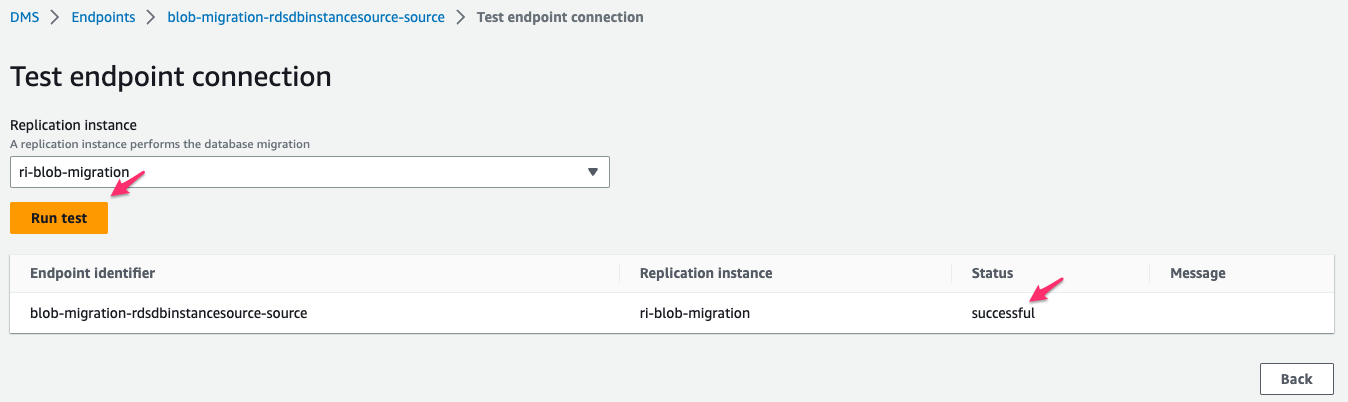 DMS > Endpoints > blob-migration-rdsdbinstancesource-source > Test endpoint connection
Test endpoint connection
Replication instance
A replication instance performs the database migration
ri-blob-migration
Run test
Endpoint identifier Replication instance Status Message
blob-migration-rdsdbinstancesource-source ri-blob-migration successful
Back